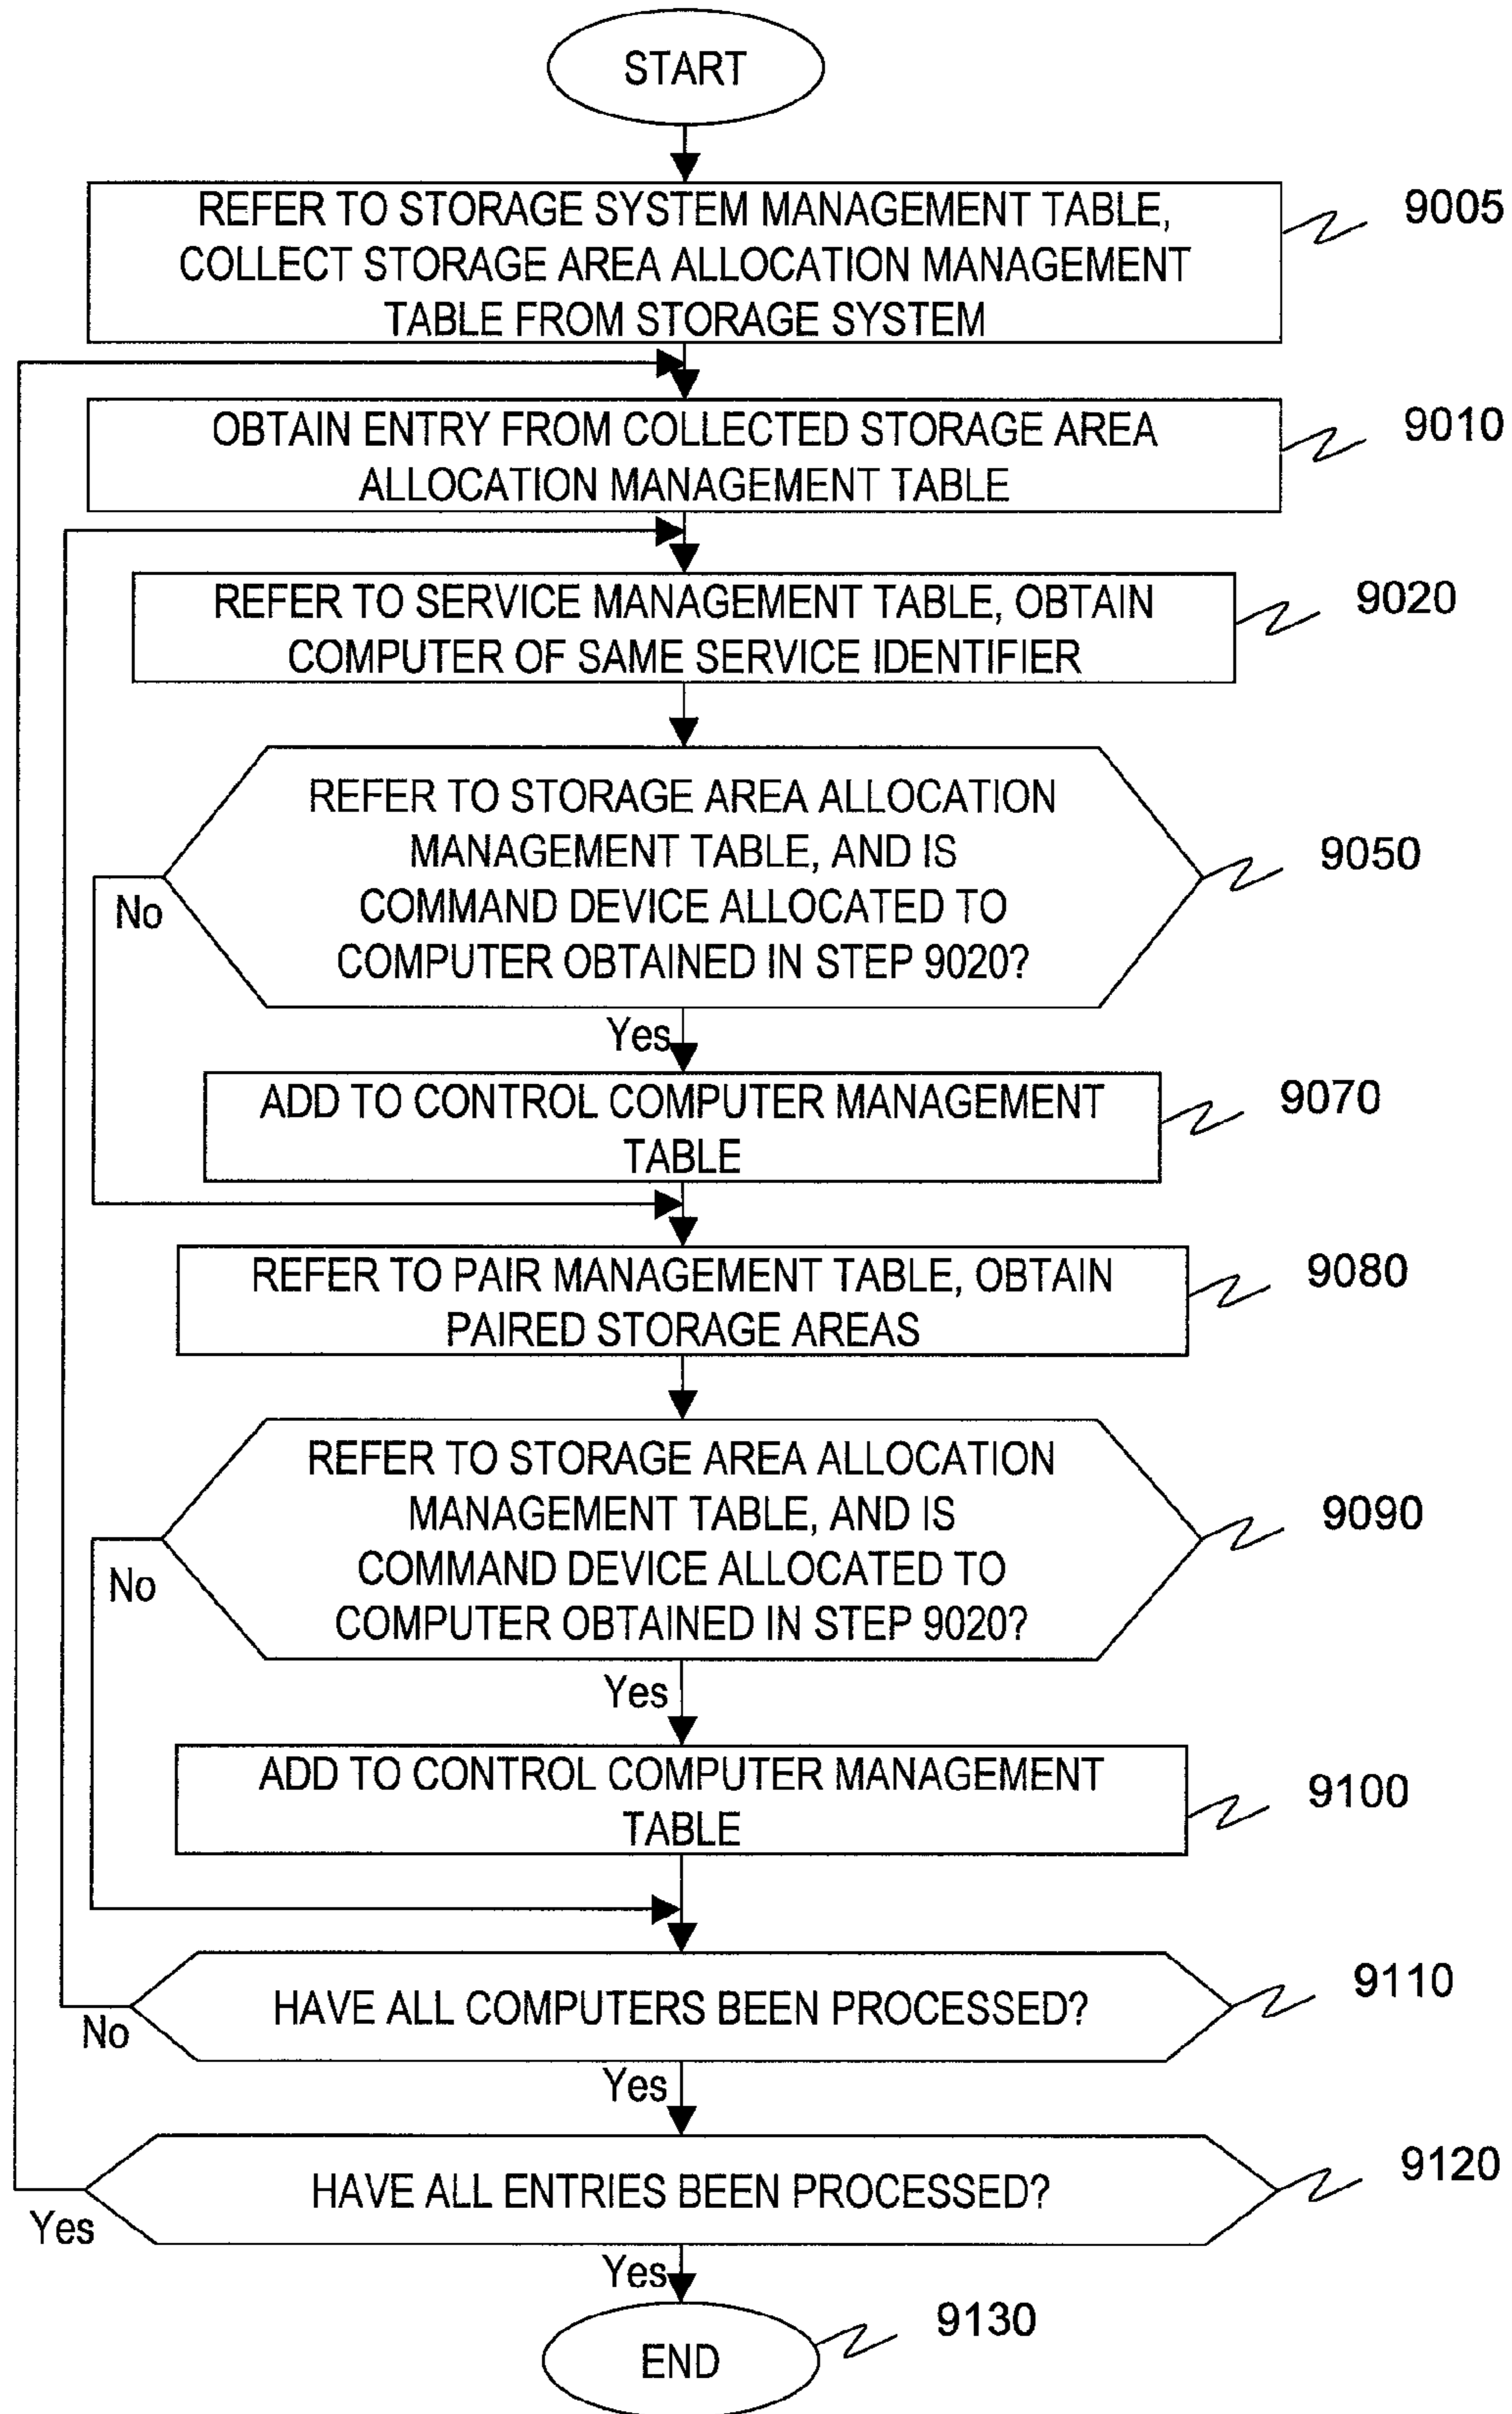 START
REFER TO STORAGE SYSTEM MANAGEMENT TABLE,
COLLECT STORAGE AREA ALLOCATION MANAGEMENT
TABLE FROM STORAGE SYSTEM
9005
OBTAIN ENTRY FROM COLLECTED STORAGE AREA
ALLOCATION MANAGEMENT TABLE
9010
REFER TO SERVICE MANAGEMENT TABLE, OBTAIN
COMPUTER OF SAME SERVICE IDENTIFIER
9020
REFER TO STORAGE AREA ALLOCATION
MANAGEMENT TABLE, AND IS
COMMAND DEVICE ALLOCATED TO
COMPUTER OBTAINED IN STEP 9020?
9050
No
Yes
ADD TO CONTROL COMPUTER MANAGEMENT
TABLE
9070
REFER TO PAIR MANAGEMENT TABLE, OBTAIN
PAIRED STORAGE AREAS
9080
REFER TO STORAGE AREA ALLOCATION
MANAGEMENT TABLE, AND IS
COMMAND DEVICE ALLOCATED TO
COMPUTER OBTAINED IN STEP 9020?
9090
No
Yes
ADD TO CONTROL COMPUTER MANAGEMENT
TABLE
9100
HAVE ALL COMPUTERS BEEN PROCESSED?
9110
No
Yes
HAVE ALL ENTRIES BEEN PROCESSED?
9120
Yes
Yes
END
9130